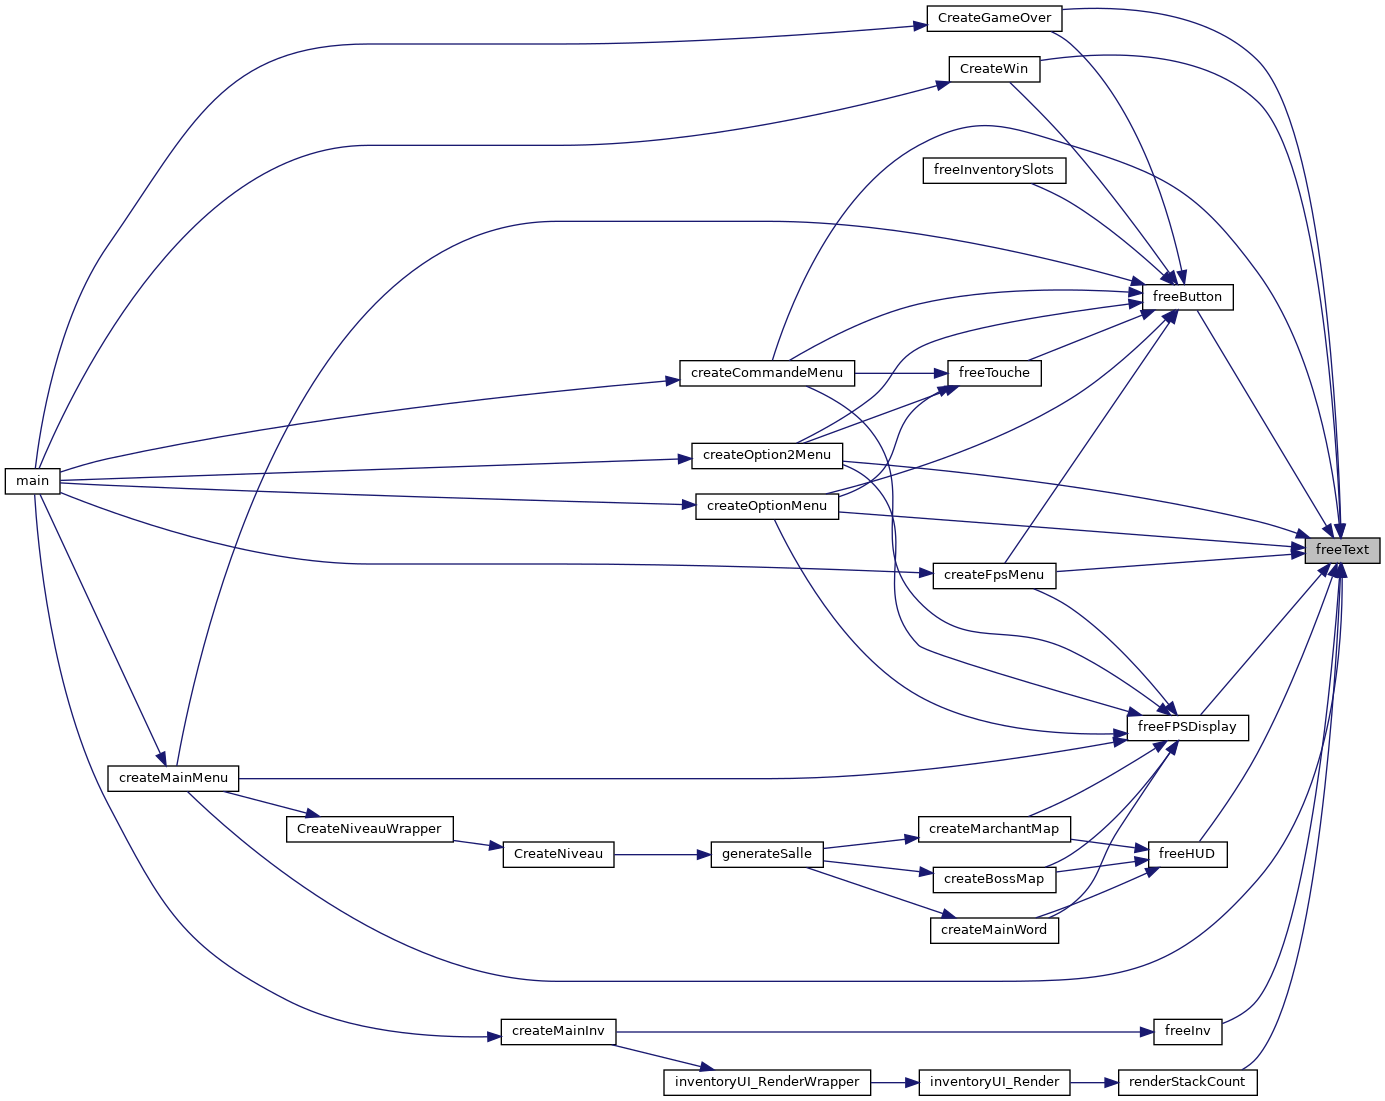 CreateGameOver
CreateWin
freeInventorySlots
freeButton
createCommandeMenu
freeTouche
createOption2Menu
main
createOptionMenu
freeText
createFpsMenu
freeFPSDisplay
createMainMenu
CreateNiveauWrapper
createMarchantMap
CreateNiveau
generateSalle
freeHUD
createBossMap
createMainWord
createMainInv
freeInv
inventoryUI_RenderWrapper
inventoryUI_Render
renderStackCount